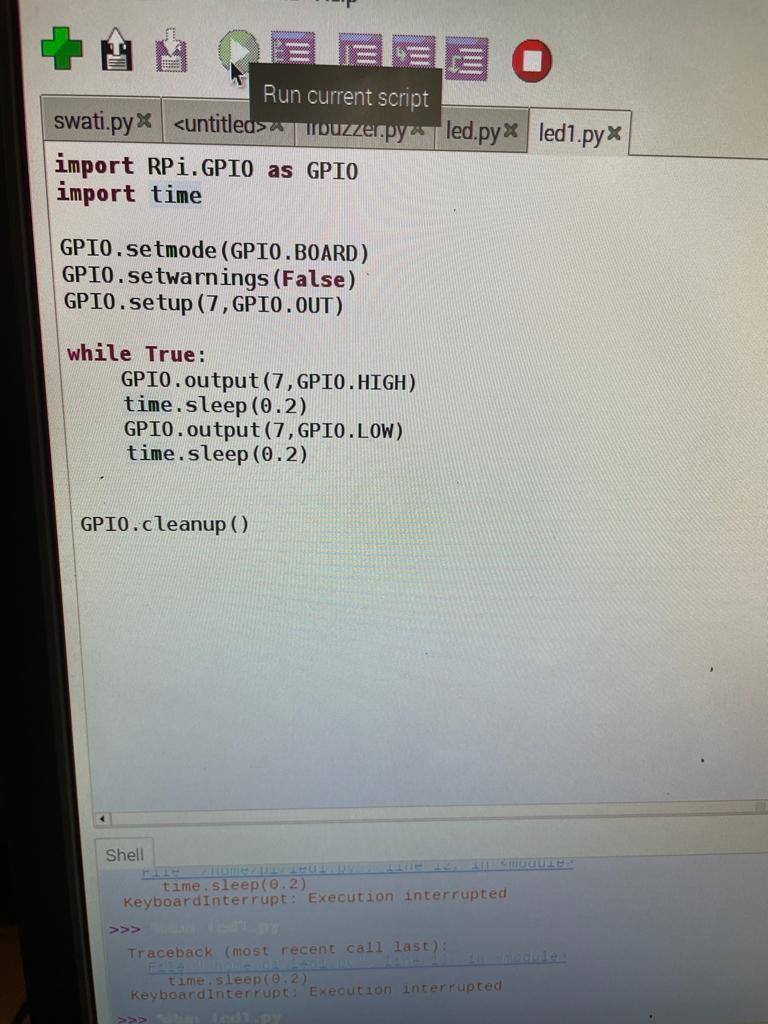 Help
Run current script
swati.py <untitled> irbuzzer.py led.py led1.py
import RPi.GPIO as GPIO
import time
GPIO.setmode(GPIO.BOARD)
GPIO.setwarnings(False)
GPIO.setup(7,GPIO.OUT)
while True:
GPIO.output(7,GPIO.HIGH)
time.sleep(0.2)
GPIO.output(7,GPIO.LOW)
time.sleep(0.2)
GPIO.cleanup()
Shell
File "/home/pi/led1.py", line 12, in <module>
time.sleep(0.2)
KeyboardInterrupt: Execution interrupted
>>> %Run led1.py
Traceback (most recent call last):
File "/home/pi/led1.py", line in <module>
time.sleep(0.2)
KeyboardInterrupt: Execution interrupted
>>> %Run led1.py